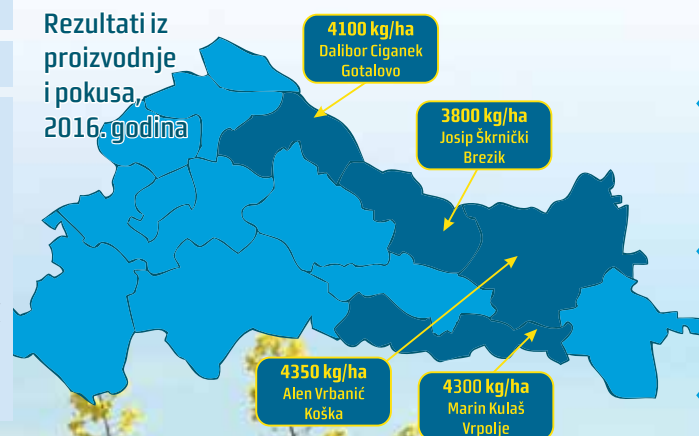 Rezultati iz
proizvodnje
i pokusa,
2016. godina
4100 kg/ha
Dalibor Ciganek
Gotalovo
3800 kg/ha
Josip Škrnički
Brezik
4350 kg/ha
Alen Vrbanić
Koška
4300 kg/ha
Marin Kulaš
Vrpolje